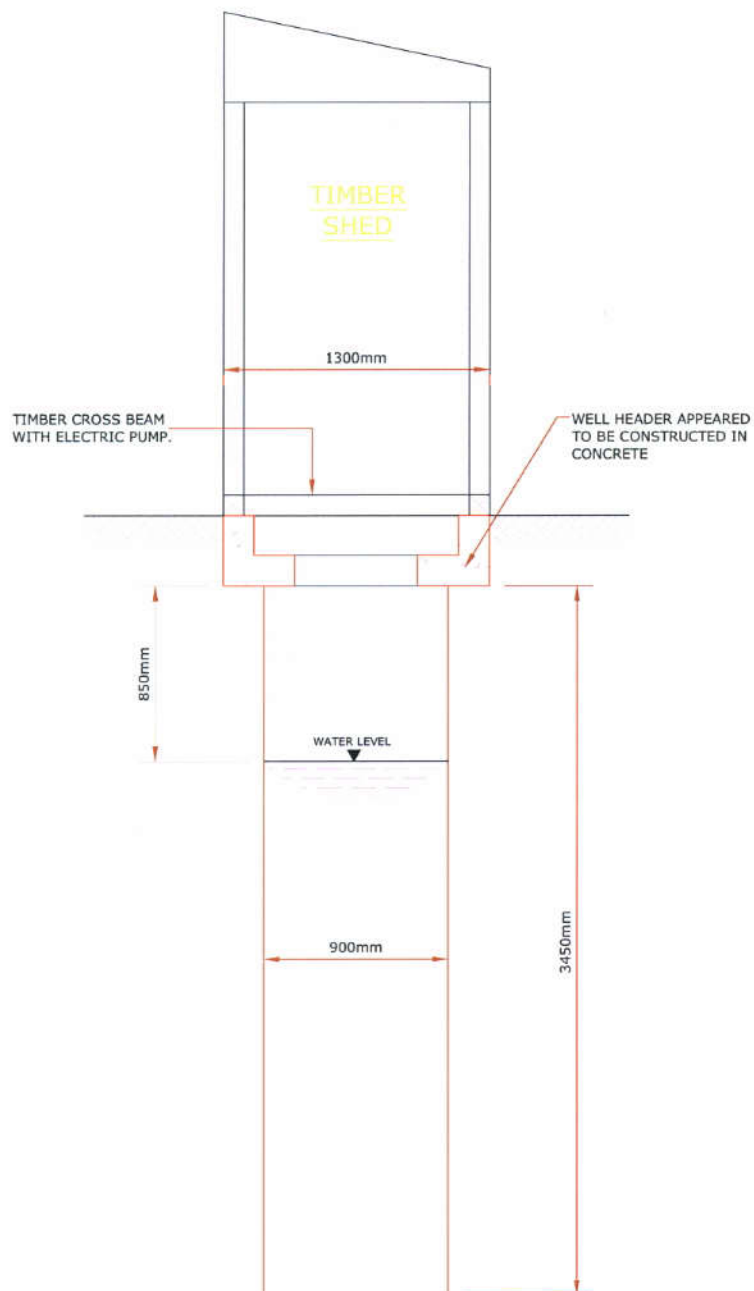 TIMBER
SHED
1300mm
TIMBER CROSS BEAM
WITH ELECTRIC PUMP.
WELL HEADER APPEARED
TO BE CONSTRUCTED IN
CONCRETE
850mm
WATER LEVEL
900mm
3450mm